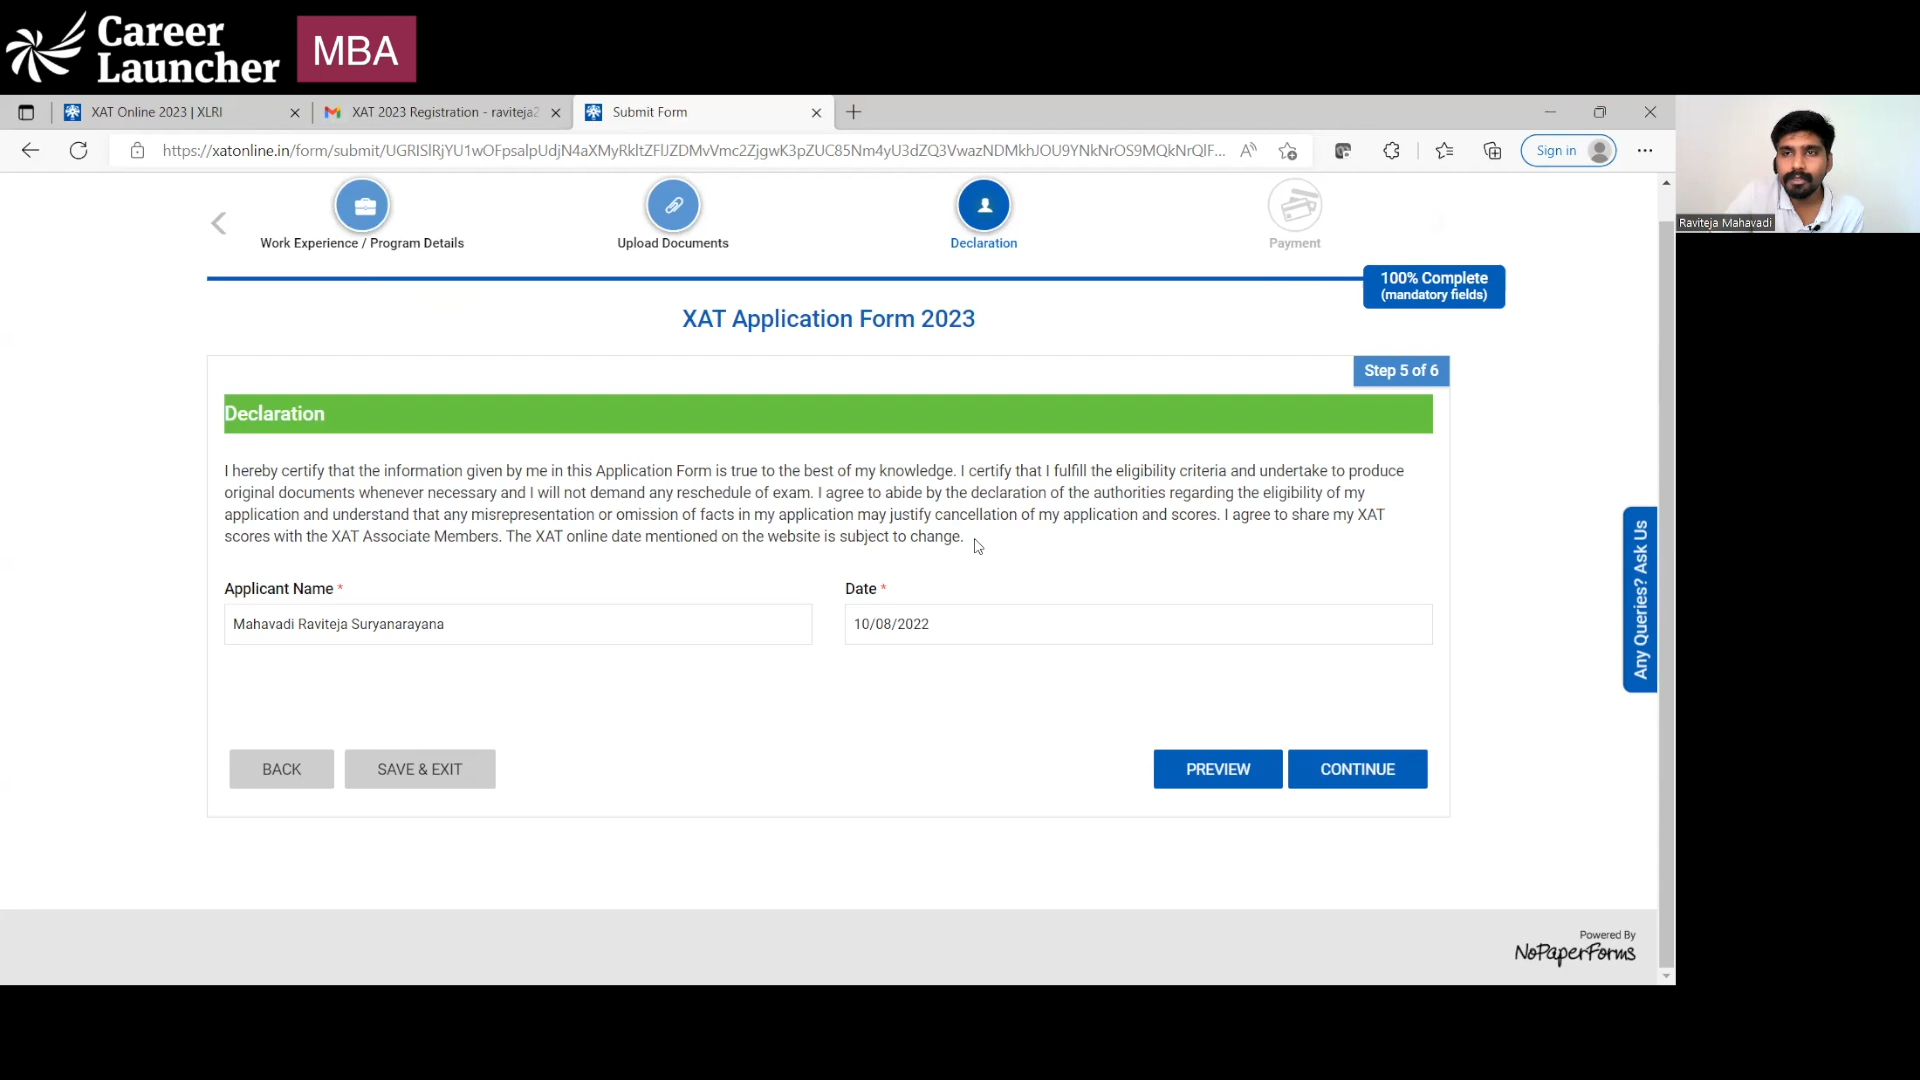 Career
Launcher
MBA
XAT Online 2023 | XLRI
XAT 2023 Registration - raviteja2
Submit Form
https://xatonline.in/form/submit/
Sign in
Raviteja Mahavadi
Work Experience / Program Details
Upload Documents
Declaration
Payment
100% Complete
(mandatory fields)
XAT Application Form 2023
Step 5 of 6
Declaration
I hereby certify that the information given by me in this Application Form is true to the best of my knowledge. I certify that I fulfill the eligibility criteria and undertake to produce
original documents whenever necessary and I will not demand any reschedule of exam. I agree to abide by the declaration of the authorities regarding the eligibility of my
application and understand that any misrepresentation or omission of facts in my application may justify cancellation of my application and scores. I agree to share my XAT
scores with the XAT Associate Members. The XAT online date mentioned on the website is subject to change.
Applicant Name *
Date *
Mahavadi Raviteja Suryanarayana
10/08/2022
Any Queries? Ask Us
BACK
SAVE & EXIT
PREVIEW
CONTINUE
Powered By
NoPaperForms